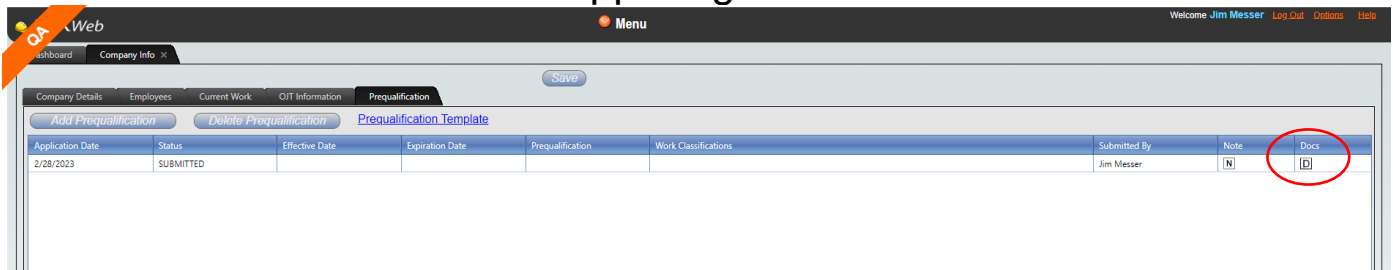 Welcome Jim Messer Log Out Options Help
Web
Menu
QA
ashboard Company Info ×
Save
Company Details Employees Current Work OJT Information Prequalification
Add Prequalification Delete Prequalification Prequalification Template
Application Date Status Effective Date Expiration Date Prequalification Work Classifications Submitted By Note Docs
2/28/2023 SUBMITTED Jim Messer N D